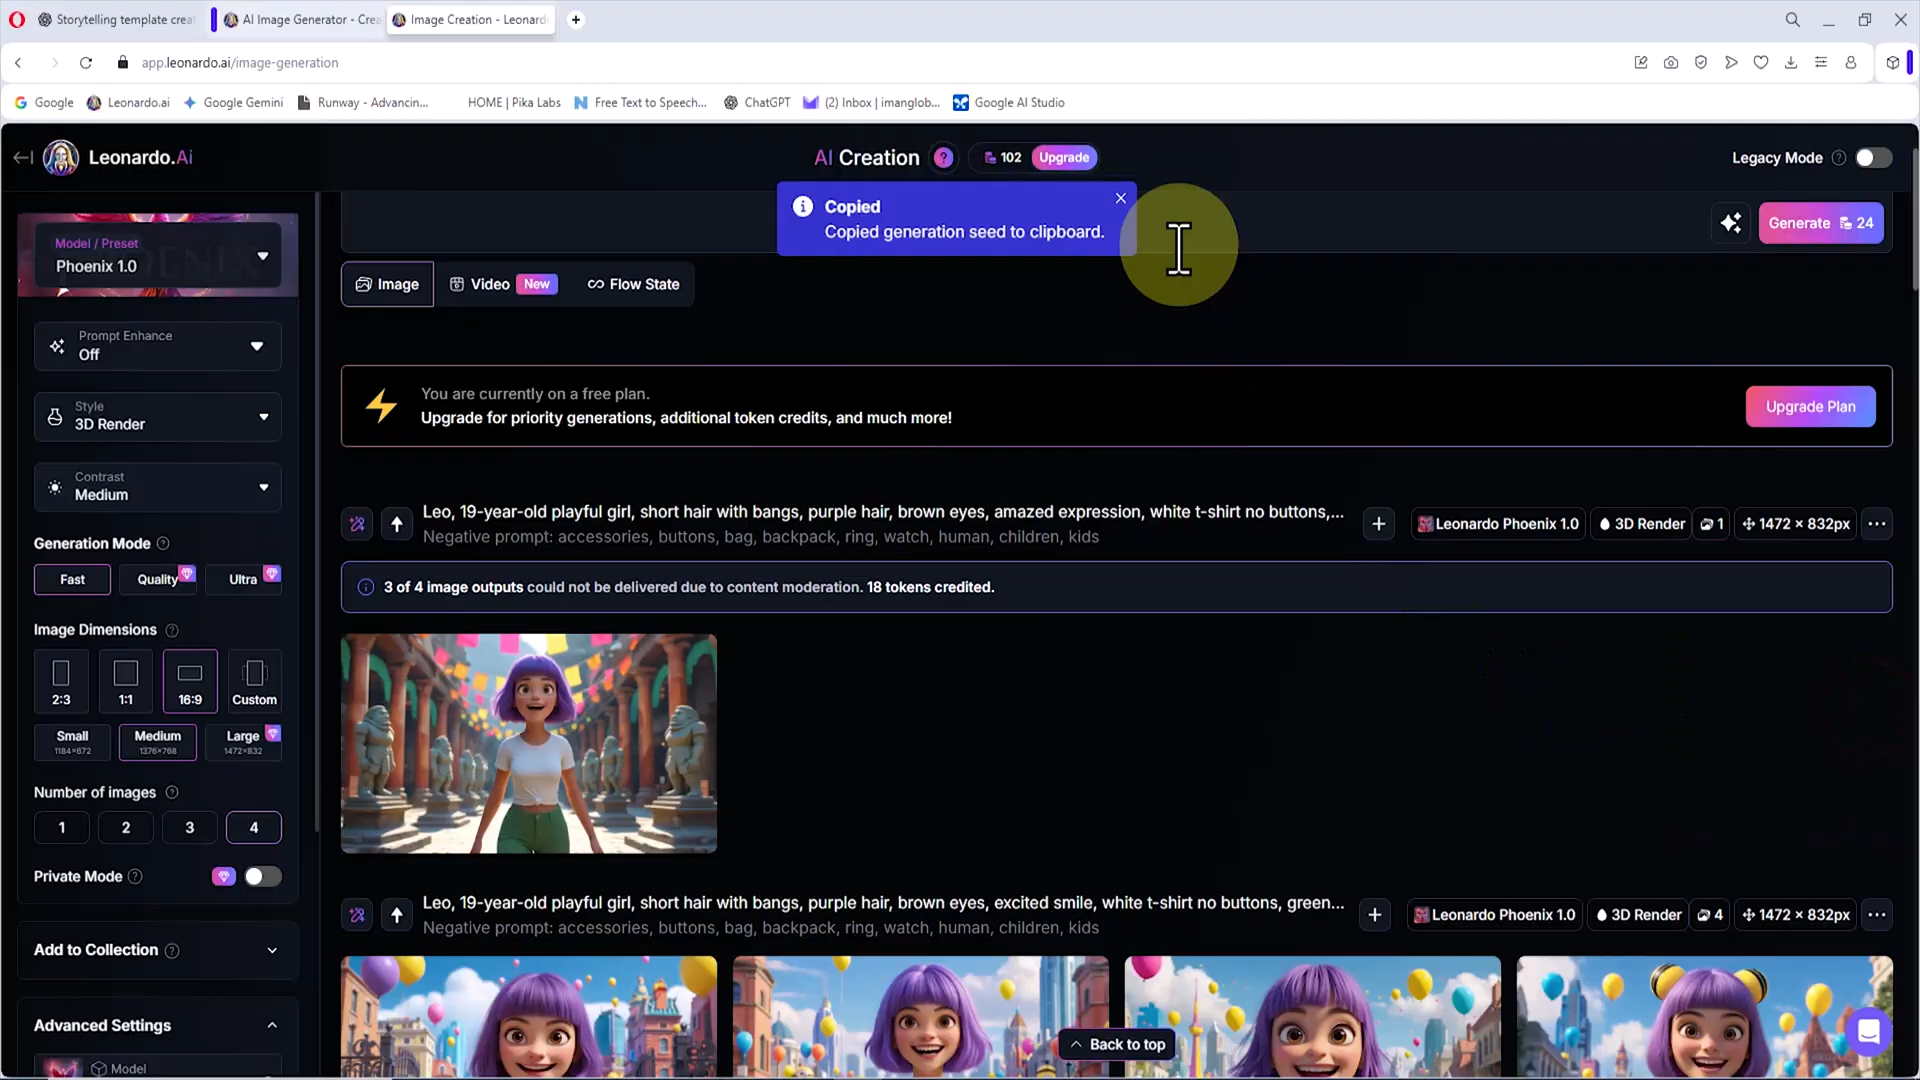 Storytelling template crea
AI Image Generator - Crea
Image Creation - Leonard
app.leonardo.ai/image-generation
Google
Leonardo.ai
Google Gemini
Runway - Advancin...
HOME | Pika Labs
Free Text to Speech...
ChatGPT
(2) Inbox | imanglob...
Google AI Studio
Leonardo.Ai
AI Creation
?
102
Upgrade
Legacy Mode
Copied
Copied generation seed to clipboard.
Generate 24
Model / Preset
Phoenix 1.0
Image
Video New
Flow State
Prompt Enhance
Off
Style
3D Render
Contrast
Medium
You are currently on a free plan.
Upgrade for priority generations, additional token credits, and much more!
Upgrade Plan
Leo, 19-year-old playful girl, short hair with bangs, purple hair, brown eyes, amazed expression, white t-shirt no buttons,...
Negative prompt: accessories, buttons, bag, backpack, ring, watch, human, children, kids
Leonardo Phoenix 1.0
3D Render
1
1472 × 832px
Generation Mode
Fast
Quality
Ultra
3 of 4 image outputs could not be delivered due to content moderation. 18 tokens credited.
Image Dimensions
2:3
1:1
16:9
Custom
Small
1184×672
Medium
1376×768
Large
1472×832
Number of images
1
2
3
4
Private Mode
Leo, 19-year-old playful girl, short hair with bangs, purple hair, brown eyes, excited smile, white t-shirt no buttons, green...
Negative prompt: accessories, buttons, bag, backpack, ring, watch, human, children, kids
Leonardo Phoenix 1.0
3D Render
4
1472 × 832px
Add to Collection
Advanced Settings
Model
Back to top